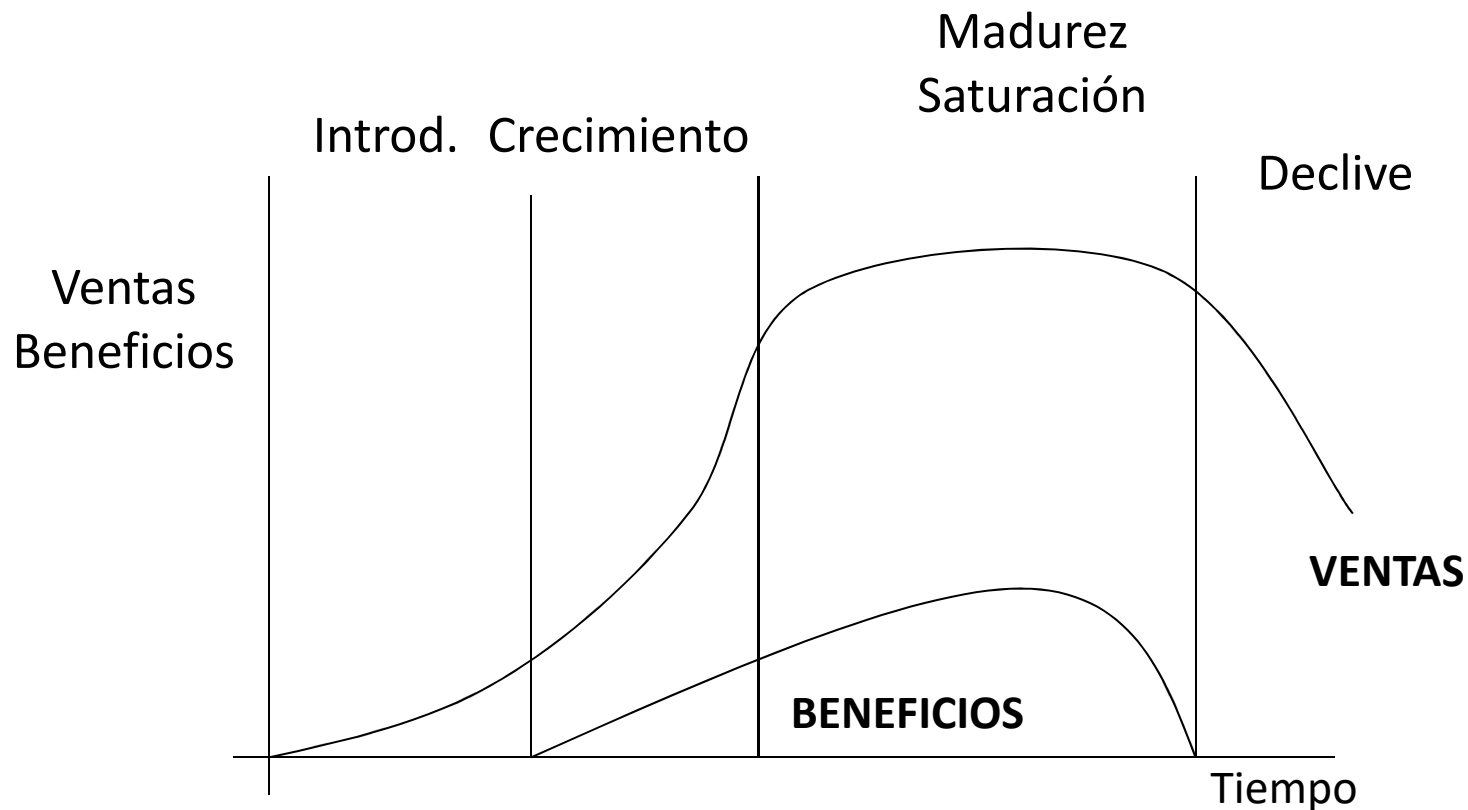 Madurez
Saturación
Introd. Crecimiento
Declive
Ventas
Beneficios
VENTAS
BENEFICIOS
Tiempo